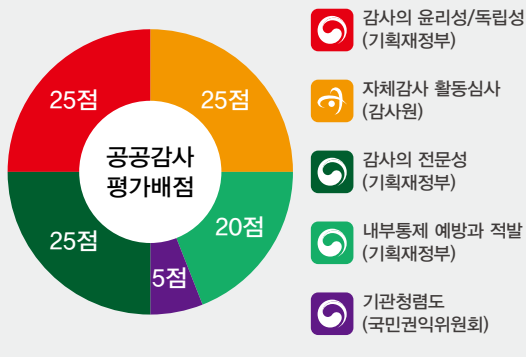 25점
25점
공공감사
평가배점
25점
20점
5점
감사의 윤리성/독립성
(기획재정부)
자체감사 활동심사
(감사원)
감사의 전문성
(기획재정부)
내부통제 예방과 적발
(기획재정부)
기관청렴도
(국민권익위원회)